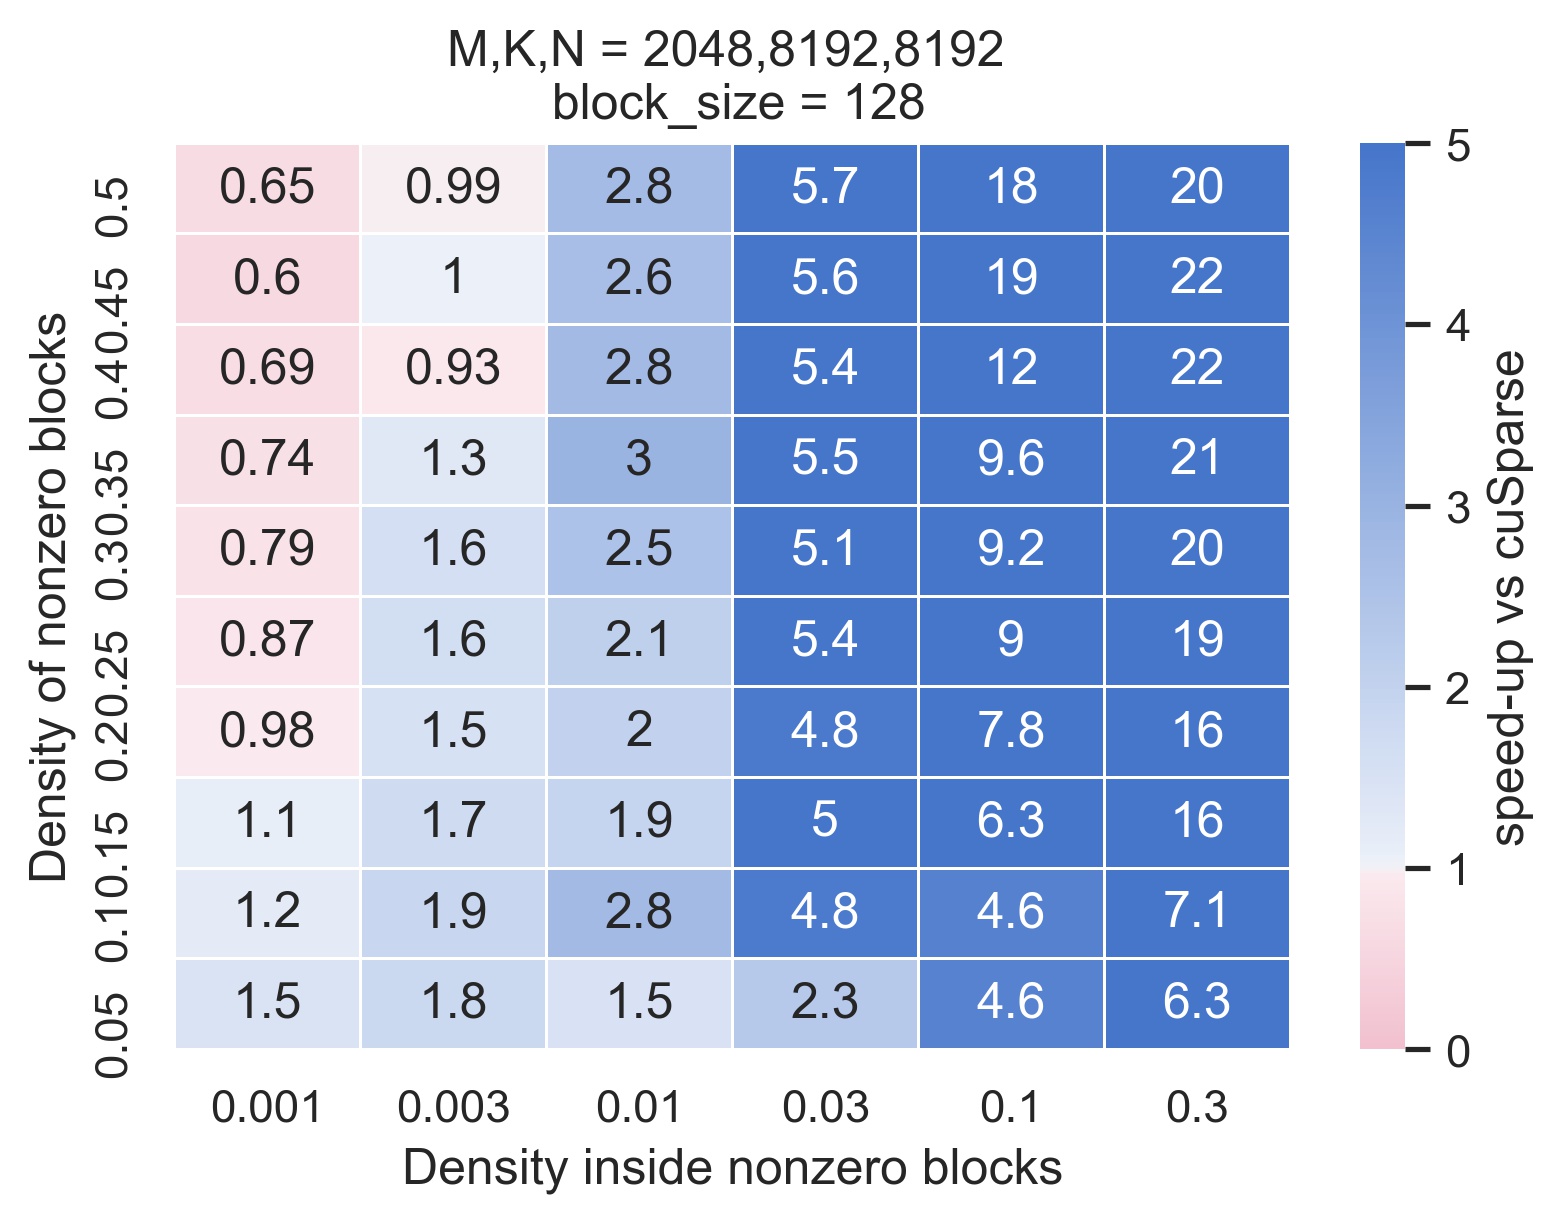 M,K,N = 2048,8192,8192
block_size = 128
Density of nonzero blocks
0.5 0.65 0.99 2.8 5.7 18 20
0.45 0.6 1 2.6 5.6 19 22
0.4 0.69 0.93 2.8 5.4 12 22
0.35 0.74 1.3 3 5.5 9.6 21
0.3 0.79 1.6 2.5 5.1 9.2 20
0.25 0.87 1.6 2.1 5.4 9 19
0.2 0.98 1.5 2 4.8 7.8 16
0.15 1.1 1.7 1.9 5 6.3 16
0.1 1.2 1.9 2.8 4.8 4.6 7.1
0.05 1.5 1.8 1.5 2.3 4.6 6.3
0.001 0.003 0.01 0.03 0.1 0.3
Density inside nonzero blocks
5
4
3
2
1
0
speed-up vs cuSparse